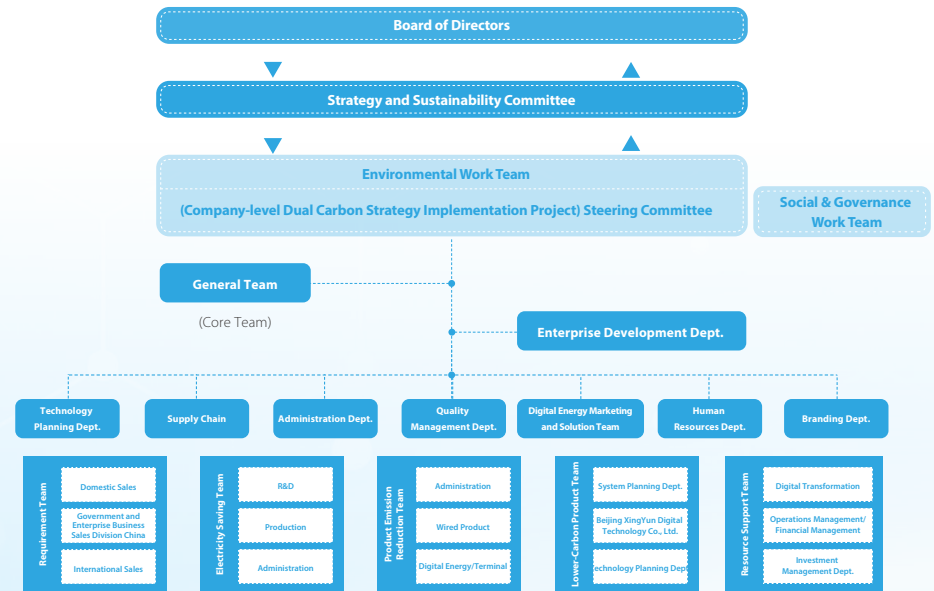 Board of Directors
Strategy and Sustainability Committee
Environmental Work Team
(Company-level Dual Carbon Strategy Implementation Project) Steering Committee
Social & Governance
Work Team
General Team
(Core Team)
Enterprise Development Dept.
Technology
Planning Dept.
Supply Chain
Administration Dept.
Quality
Management Dept.
Digital Energy Marketing
and Solution Team
Human
Resources Dept.
Branding Dept.
Requirement Team
Domestic Sales
Government and
Enterprise Business
Sales Division China
International Sales
Electricity Saving Team
R&D
Production
Administration
Product Emission
Reduction Team
Administration
Wired Product
Digital Energy/Terminal
Lower-Carbon Product Team
System Planning Dept.
Beijing XingYun Digital
Technology Co., Ltd.
Technology Planning Dept.
Resource Support Team
Digital Transformation
Operations Management/
Financial Management
Investment
Management Dept.